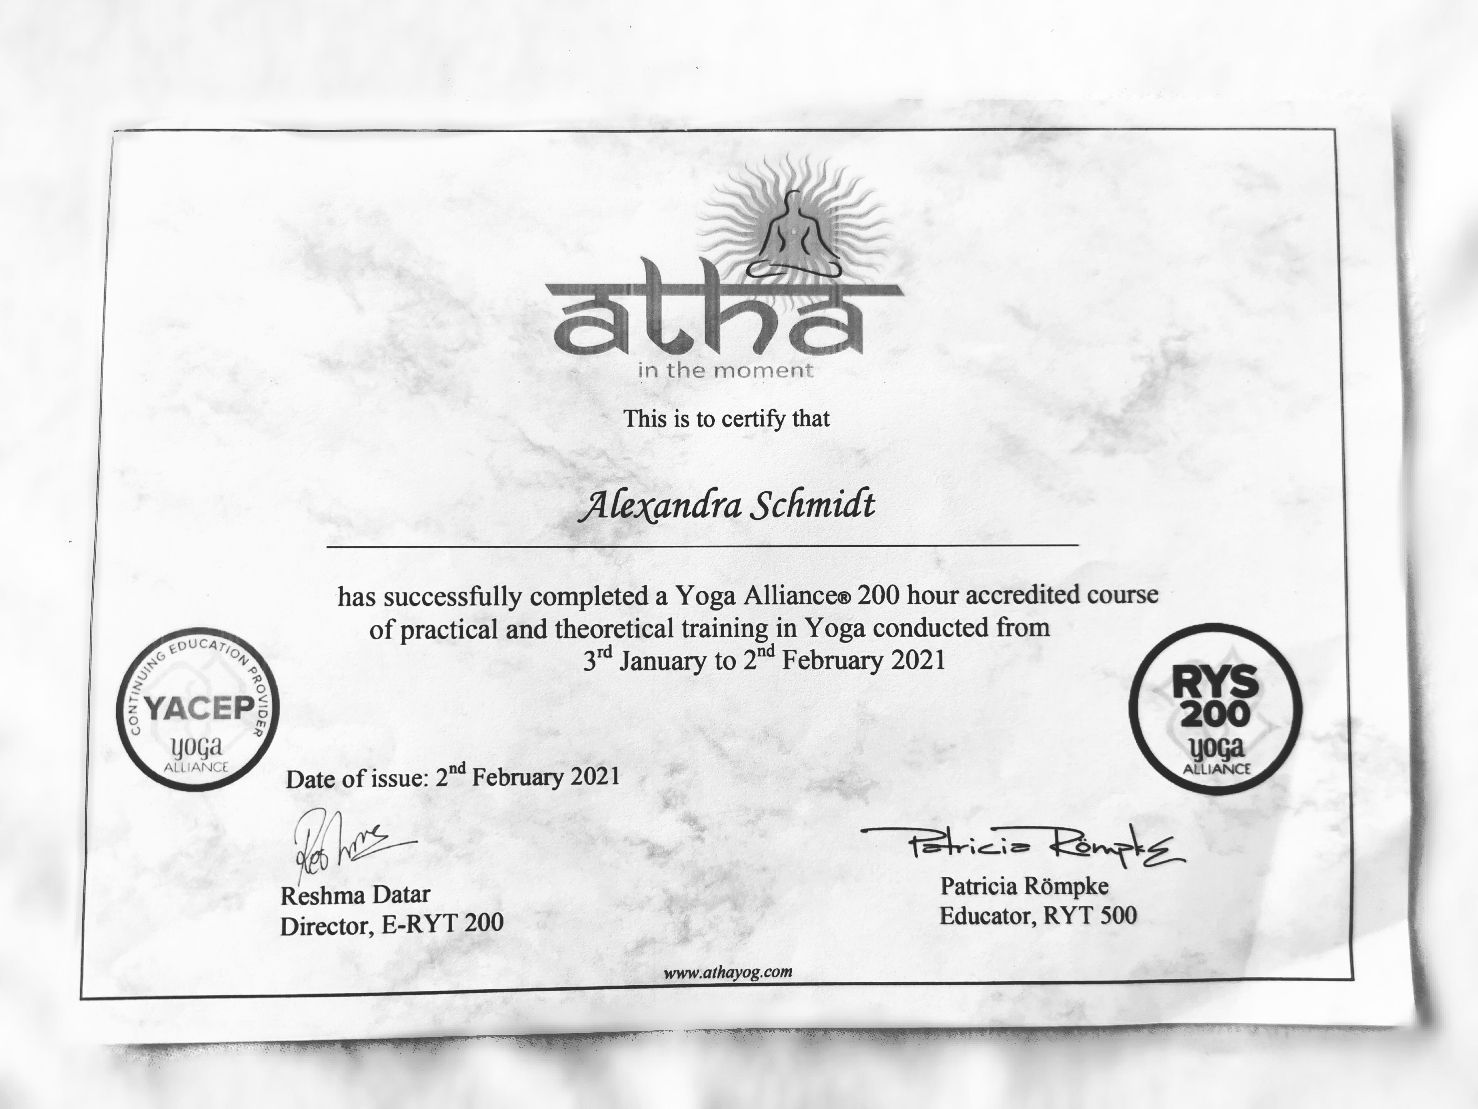 atha
in the moment
This is to certify that
Alexandra Schmidt
has successfully completed a Yoga Alliance® 200 hour accredited course
of practical and theoretical training in Yoga conducted from
3rd January to 2nd February 2021
CONTINUING EDUCATION PROVIDER
YACEP
yoga
ALLIANCE
RYS
200
yoga
ALLIANCE
Date of issue: 2nd February 2021
Patricia Römpke
Reshma Datar
Director, E-RYT 200
Patricia Römpke
Educator, RYT 500
www.athayog.com